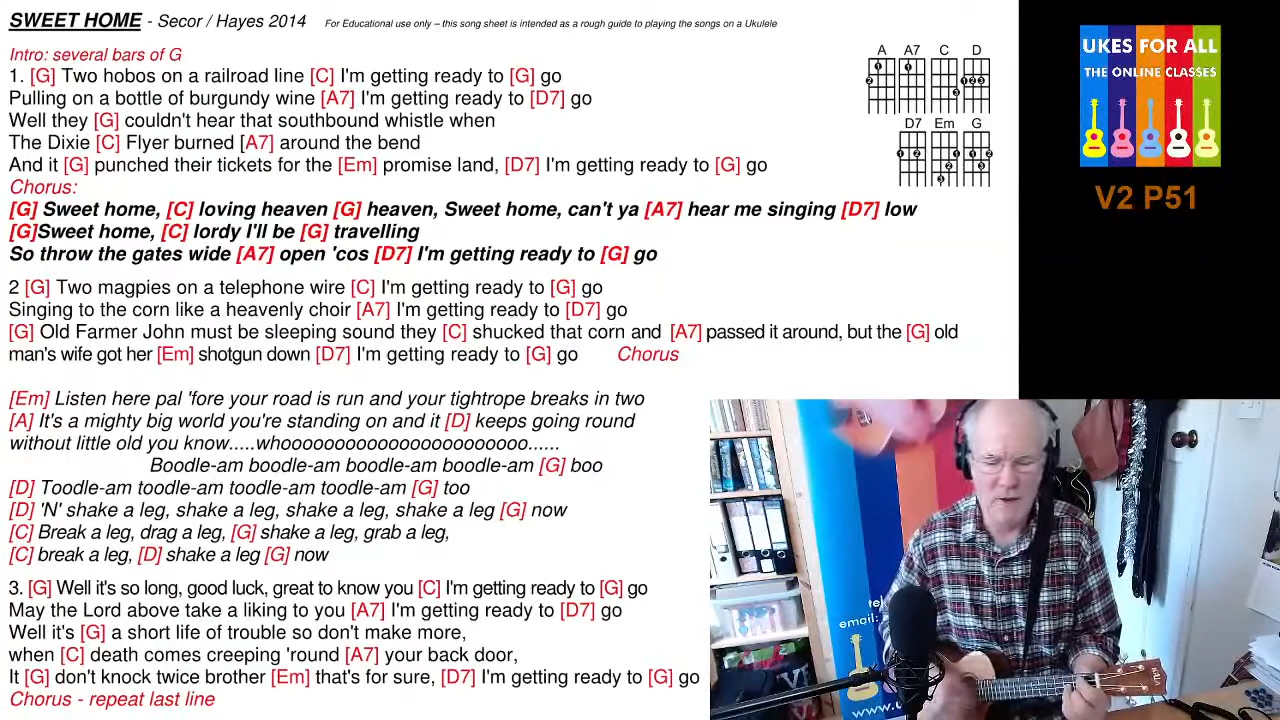 SWEET HOME - Secor / Hayes 2014 For Educational use only – this song sheet is intended as a rough guide to playing the songs on a Ukulele
Intro: several bars of G
1. [G] Two hobos on a railroad line [C] I'm getting ready to [G] go
Pulling on a bottle of burgundy wine [A7] I'm getting ready to [D7] go
Well they [G] couldn't hear that southbound whistle when
The Dixie [C] Flyer burned [A7] around the bend
And it [G] punched their tickets for the [Em] promise land, [D7] I'm getting ready to [G] go
Chorus:
[G] Sweet home, [C] loving heaven [G] heaven, Sweet home, can't ya [A7] hear me singing [D7] low
[G]Sweet home, [C] lordy I'll be [G] travelling
So throw the gates wide [A7] open 'cos [D7] I'm getting ready to [G] go
2 [G] Two magpies on a telephone wire [C] I'm getting ready to [G] go
Singing to the corn like a heavenly choir [A7] I'm getting ready to [D7] go
[G] Old Farmer John must be sleeping sound they [C] shucked that corn and [A7] passed it around, but the [G] old
man's wife got her [Em] shotgun down [D7] I'm getting ready to [G] go Chorus
[Em] Listen here pal 'fore your road is run and your tightrope breaks in two
[A] It's a mighty big world you're standing on and it [D] keeps going round
without little old you know.....whooooooooooooooooooooooo......
Boodle-am boodle-am boodle-am boodle-am [G] boo
[D] Toodle-am toodle-am toodle-am toodle-am [G] too
[D] 'N' shake a leg, shake a leg, shake a leg, shake a leg [G] now
[C] Break a leg, drag a leg, [G] shake a leg, grab a leg,
[C] break a leg, [D] shake a leg [G] now
3. [G] Well it's so long, good luck, great to know you [C] I'm getting ready to [G] go
May the Lord above take a liking to you [A7] I'm getting ready to [D7] go
Well it's [G] a short life of trouble so don't make more,
when [C] death comes creeping 'round [A7] your back door,
It [G] don't knock twice brother [Em] that's for sure, [D7] I'm getting ready to [G] go
Chorus - repeat last line
A A7 C D
D7 Em G
UKES FOR ALL
THE ONLINE CLASSES
V2 P51
tel
email:
www.u